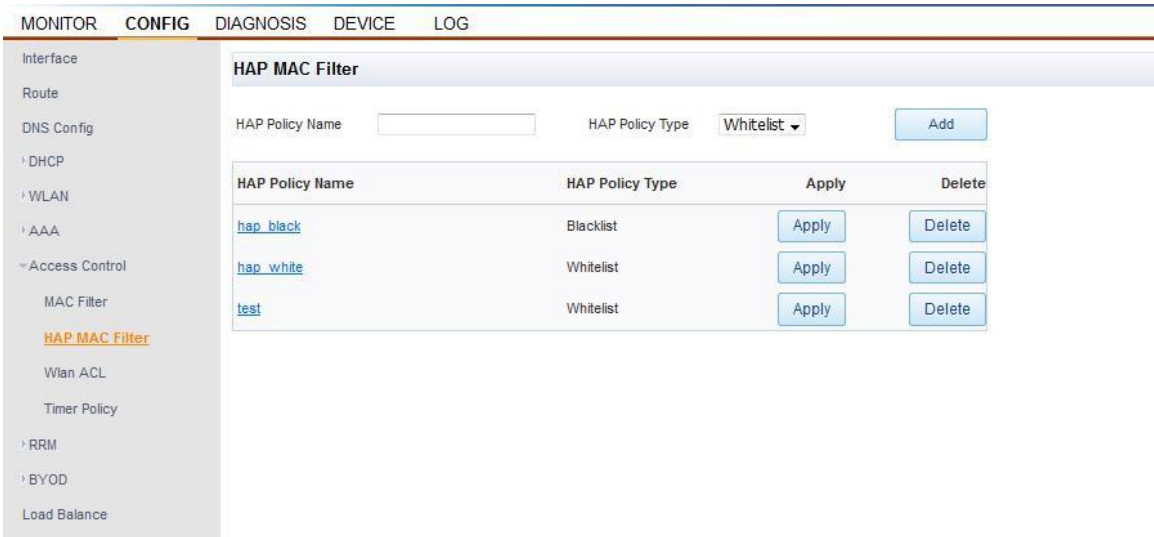 MONITOR CONFIG DIAGNOSIS DEVICE LOG
Interface
Route
DNS Config
DHCP
WLAN
AAA
Access Control
MAC Filter
HAP MAC Filter
Wlan ACL
Timer Policy
RRM
BYOD
Load Balance
HAP MAC Filter
HAP Policy Name HAP Policy Type Whitelist Add
HAP Policy Name HAP Policy Type Apply Delete
hap_black Blacklist Apply Delete
hap_white Whitelist Apply Delete
test Whitelist Apply Delete